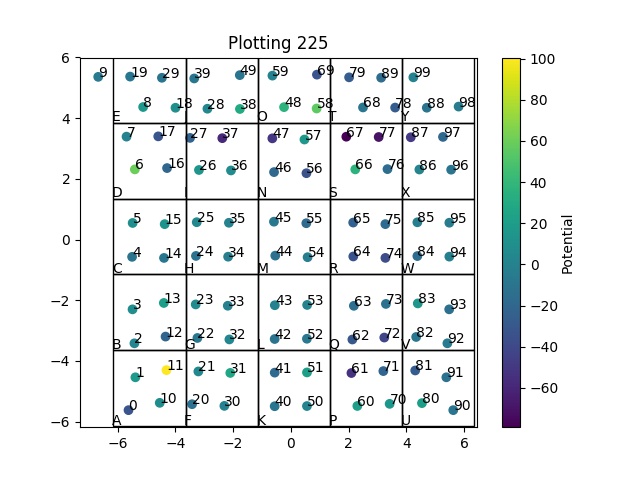 Plotting 225
6 100
9 19 29 39 49 59 69 79 89 99
8 18 28 38 48 58 68 78 88 98 80
4 E J O T Y
7 17 27 37 47 57 67 77 87 97 60
6 16 26 36 46 56 66 76 86 96
2 D I N S X 40
5 15 25 35 45 55 65 75 85 95 20
0 Potential
4 14 24 34 44 54 64 74 84 94 0
C H M R W
−20
−2 3 13 23 33 43 53 63 73 83 93
2 12 22 32 42 52 62 72 82 92 −40
B G L Q V
−4
1 11 21 31 41 51 61 71 81 91 −60
0 10 20 30 40 50 60 70 80 90
−6 A F K P U
−6 −4 −2 0 2 4 6